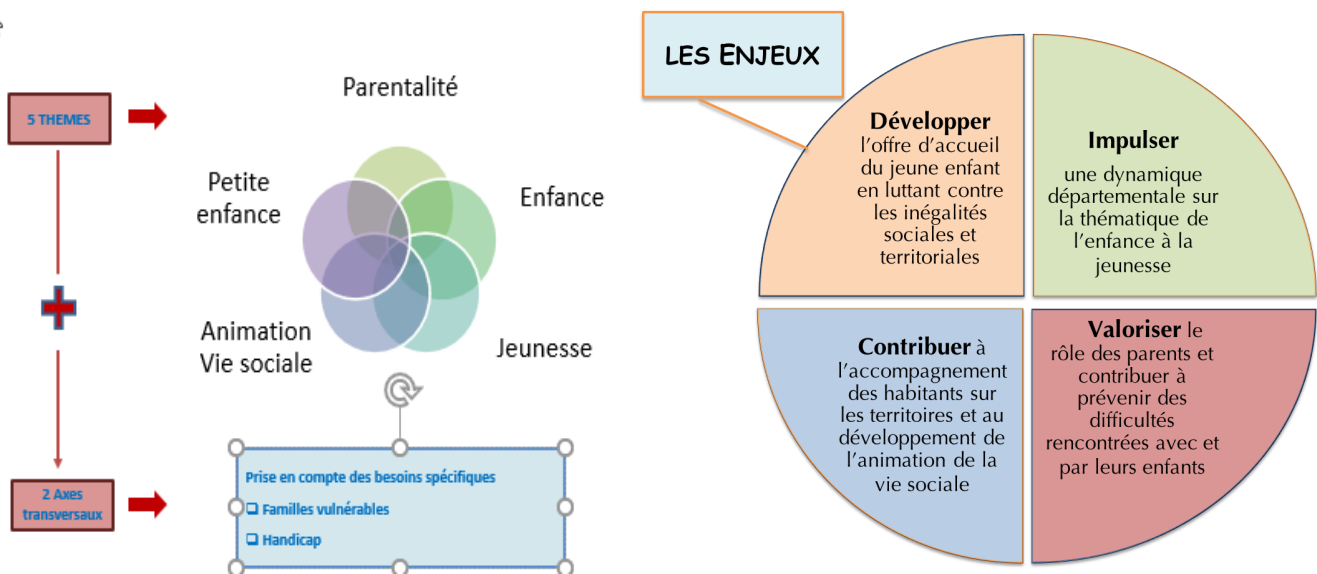 5 THEMES
Parentalité
Petite
enfance
Enfance
Animation
Vie sociale
Jeunesse
2 Axes
transversaux
Prise en compte des besoins spécifiques
Familles vulnérables
Handicap
LES ENJEUX
Développer
l'offre d'accueil
du jeune enfant
en luttant contre
les inégalités
sociales et
territoriales
Impulser
une dynamique
départementale sur
la thématique de
l'enfance à la
jeunesse
Contribuer à
l'accompagnement
des habitants sur
les territoires et au
développement de
l'animation de la
vie sociale
Valoriser le
rôle des parents et
contribuer à
prévenir des
difficultés
rencontrées avec et
par leurs enfants